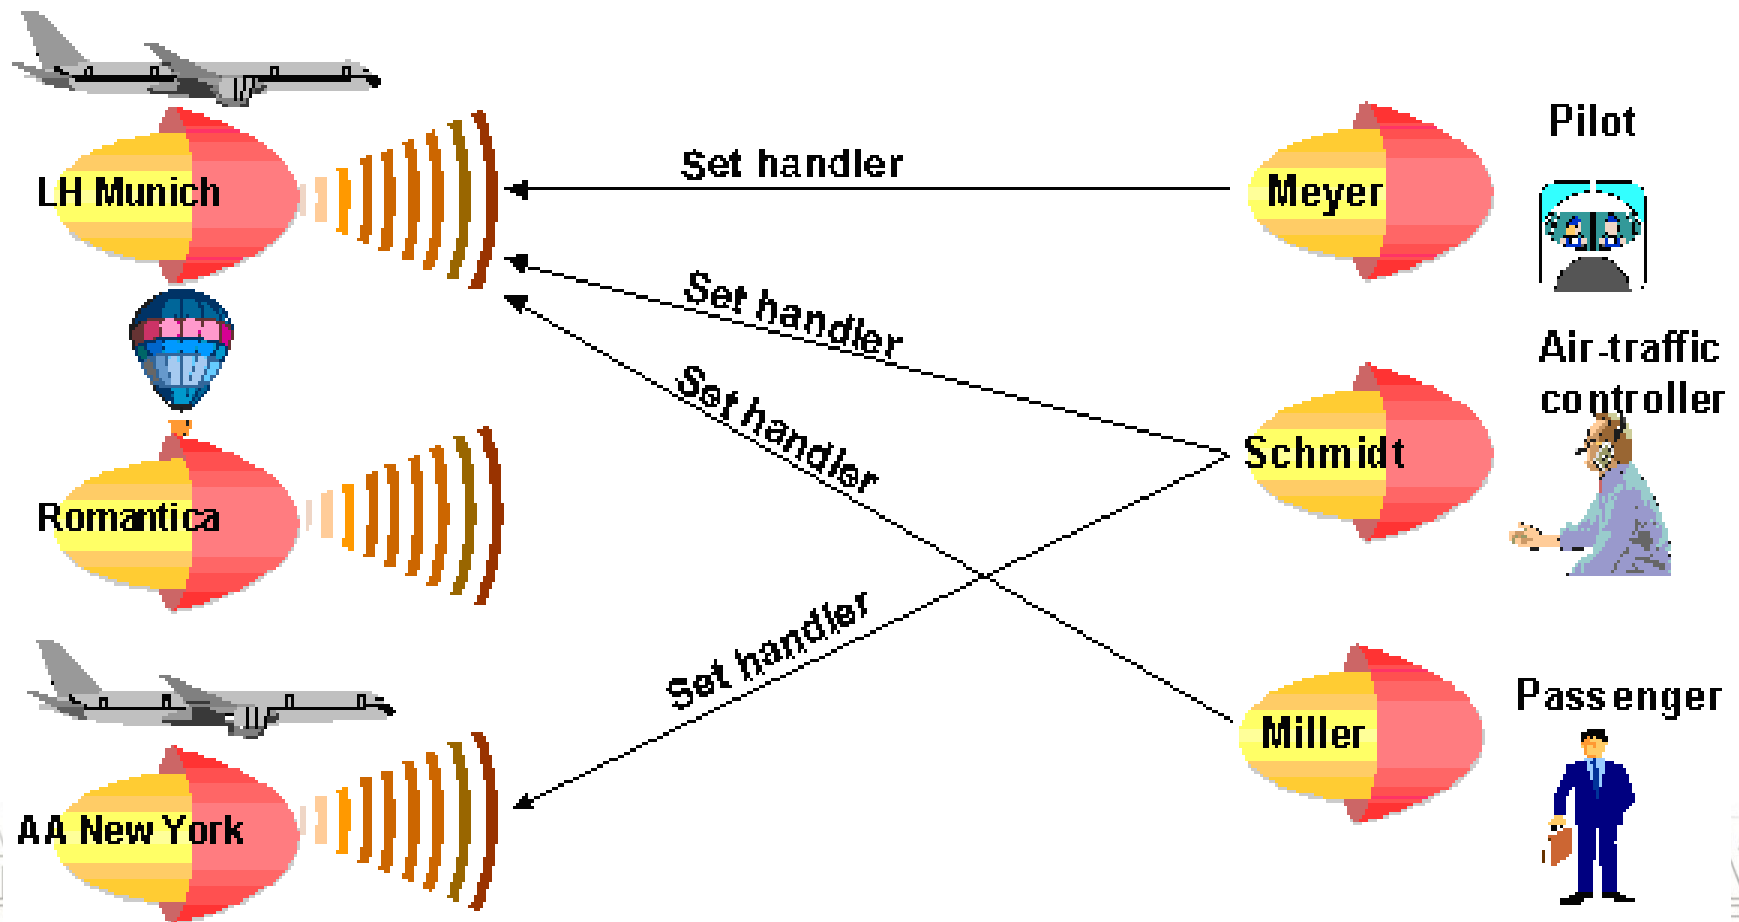 Pilot
LH Munich
Set handler
Meyer
Set handler
Air-traffic
controller
Set handler
Schmidt
Romantica
Set handler
Passenger
Miller
AA New York